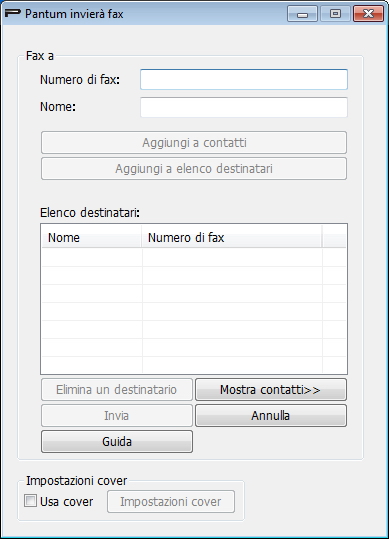 Pantum invierà fax
Fax a
Numero di fax:
Nome:
Aggiungi a contatti
Aggiungi a elenco destinatari
Elenco destinatari:
Nome Numero di fax
Elimina un destinatario Mostra contatti>>
Invia Annulla
Guida
Impostazioni cover
Usa cover Impostazioni cover